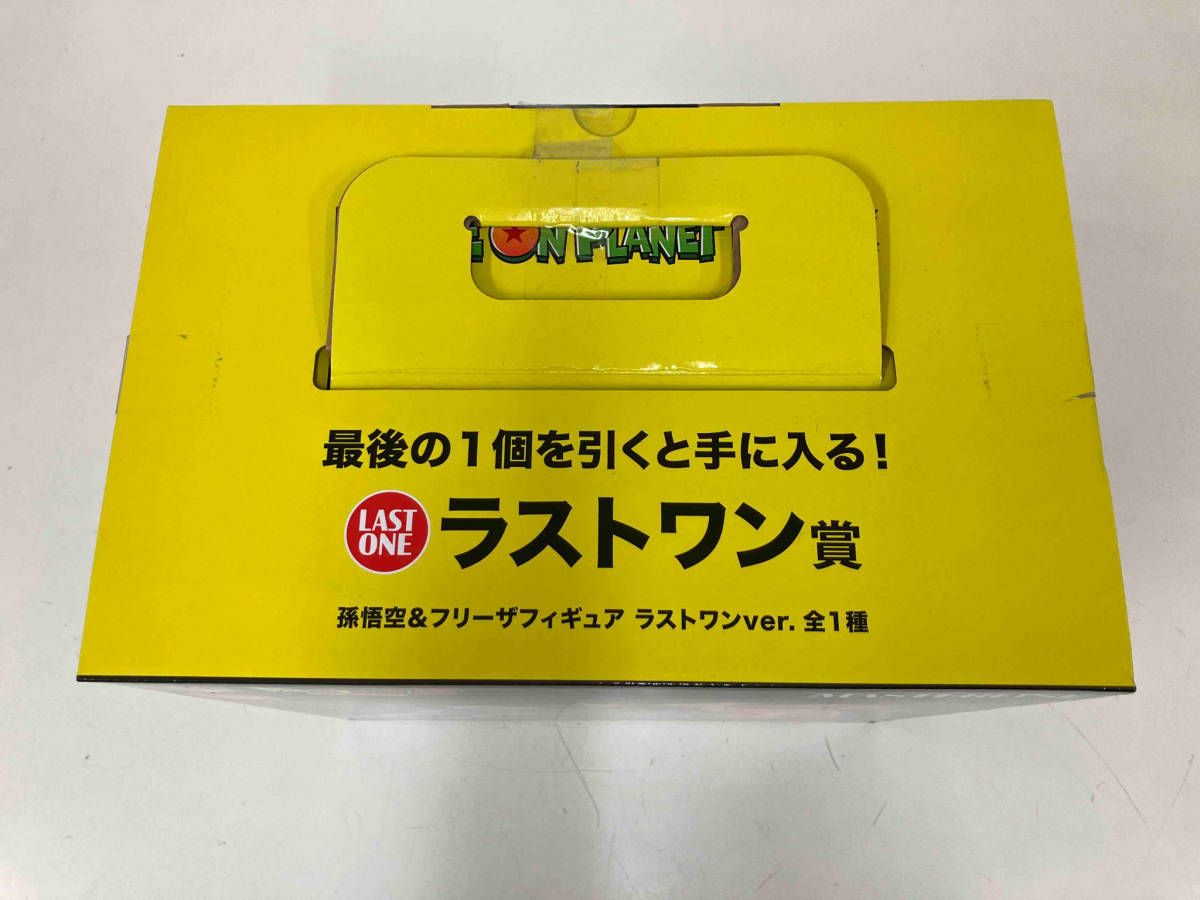 ON PLANET
最後の1個を引くと手に入る!
LAST ONE ラストワン賞
孫悟空&フリーザフィギュア ラストワンver. 全1種